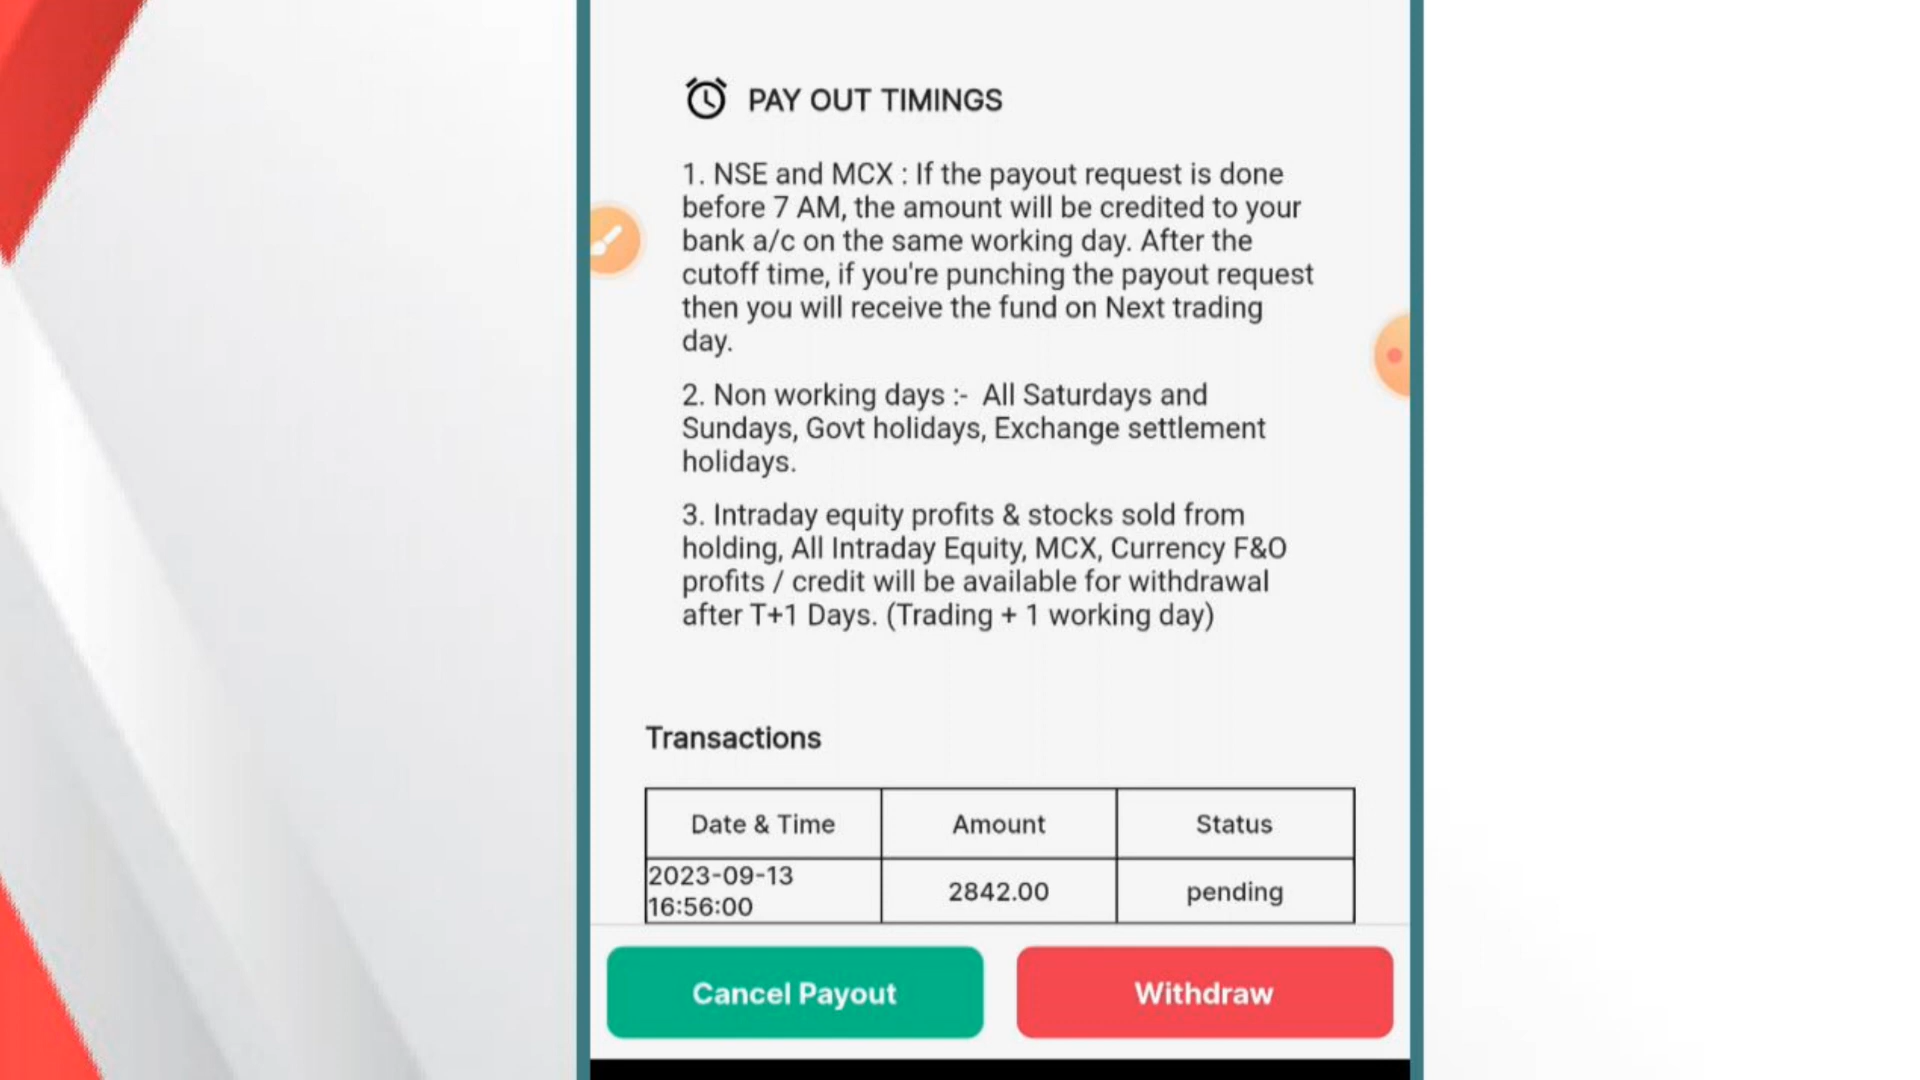 PAY OUT TIMINGS
1. NSE and MCX : If the payout request is done
before 7 AM, the amount will be credited to your
bank a/c on the same working day. After the
cutoff time, if you're punching the payout request
then you will receive the fund on Next trading
day.
2. Non working days :-  All Saturdays and
Sundays, Govt holidays, Exchange settlement
holidays.
3. Intraday equity profits & stocks sold from
holding, All Intraday Equity, MCX, Currency F&O
profits / credit will be available for withdrawal
after T+1 Days. (Trading + 1 working day)
Transactions
Date & Time Amount Status
2023-09-13
16:56:00 2842.00 pending
Cancel Payout Withdraw